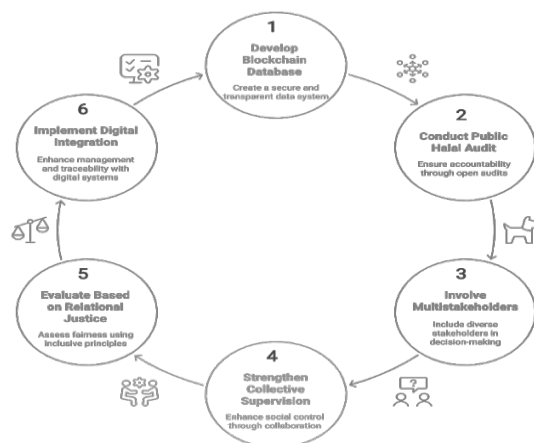 1
Develop
Blockchain
Database
Create a secure and
transparent data system
2
Conduct Public
Halal Audit
Ensure accountability
through open audits
3
Involve
Multistakeholders
Include diverse
stakeholders in
decision-making
4
Strengthen
Collective
Supervision
Enhance social control
through collaboration
5
Evaluate Based
on Relational
Justice
Assess fairness using
inclusive principles
6
Implement Digital
Integration
Enhance management
and traceability with
digital systems
?